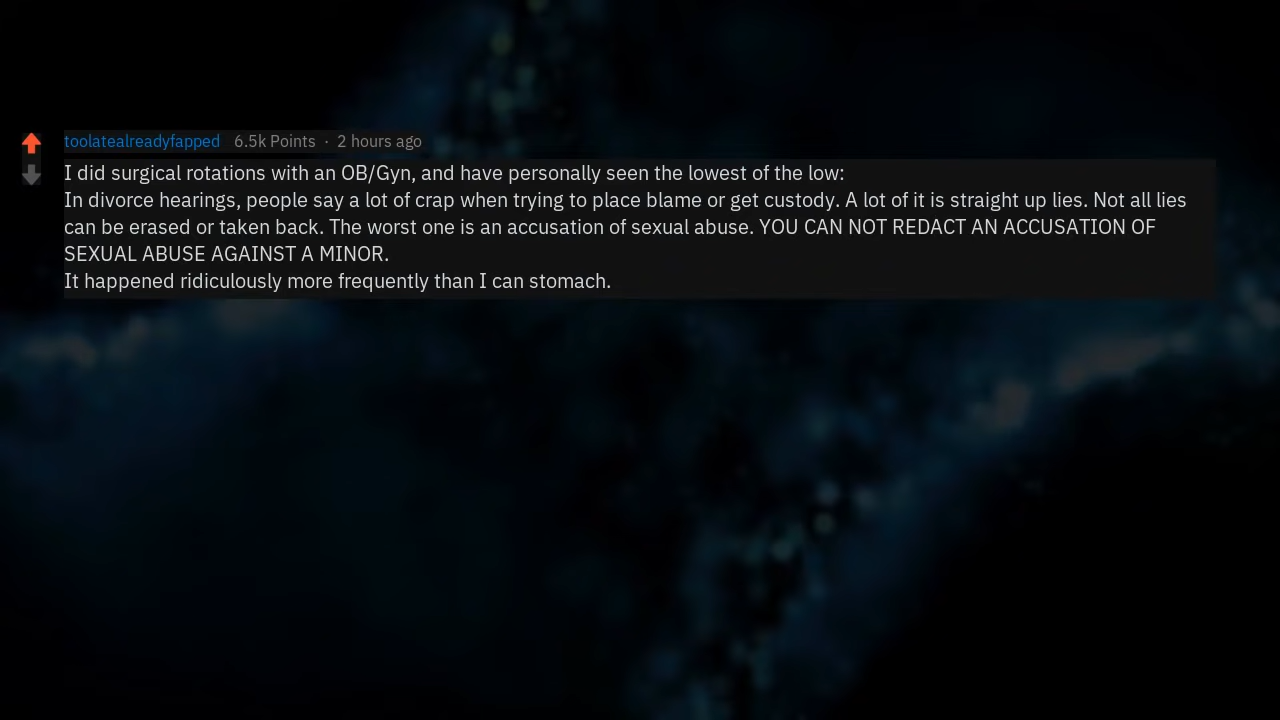 toolatealreadyfapped 6.5k Points · 2 hours ago
I did surgical rotations with an OB/Gyn, and have personally seen the lowest of the low:
In divorce hearings, people say a lot of crap when trying to place blame or get custody. A lot of it is straight up lies. Not all lies
can be erased or taken back. The worst one is an accusation of sexual abuse. YOU CAN NOT REDACT AN ACCUSATION OF
SEXUAL ABUSE AGAINST A MINOR.
It happened ridiculously more frequently than I can stomach.